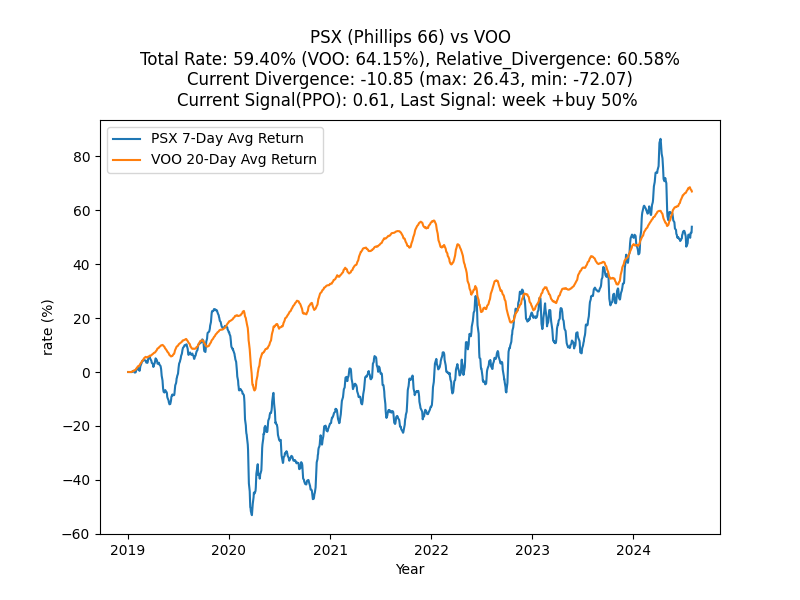 PSX (Phillips 66) vs VOO
Total Rate: 59.40% (VOO: 64.15%), Relative_Divergence: 60.58%
Current Divergence: -10.85 (max: 26.43, min: -72.07)
Current Signal(PPO): 0.61, Last Signal: week +buy 50%
PSX 7-Day Avg Return
VOO 20-Day Avg Return
rate (%)
80
60
40
20
0
−20
−40
−60
2019
2020
2021
2022
2023
2024
Year